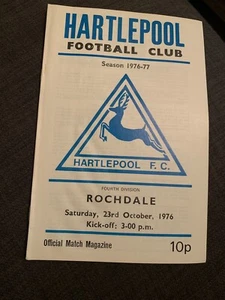 HARTLEPOOL
FOOTBALL CLUB
Season 1976-77
HARTLEPOOL F.C.
FOURTH DIVISION
ROCHDALE
Saturday, 23rd October, 1976
Kick-off: 3-00 p.m.
Official Match Magazine 10p